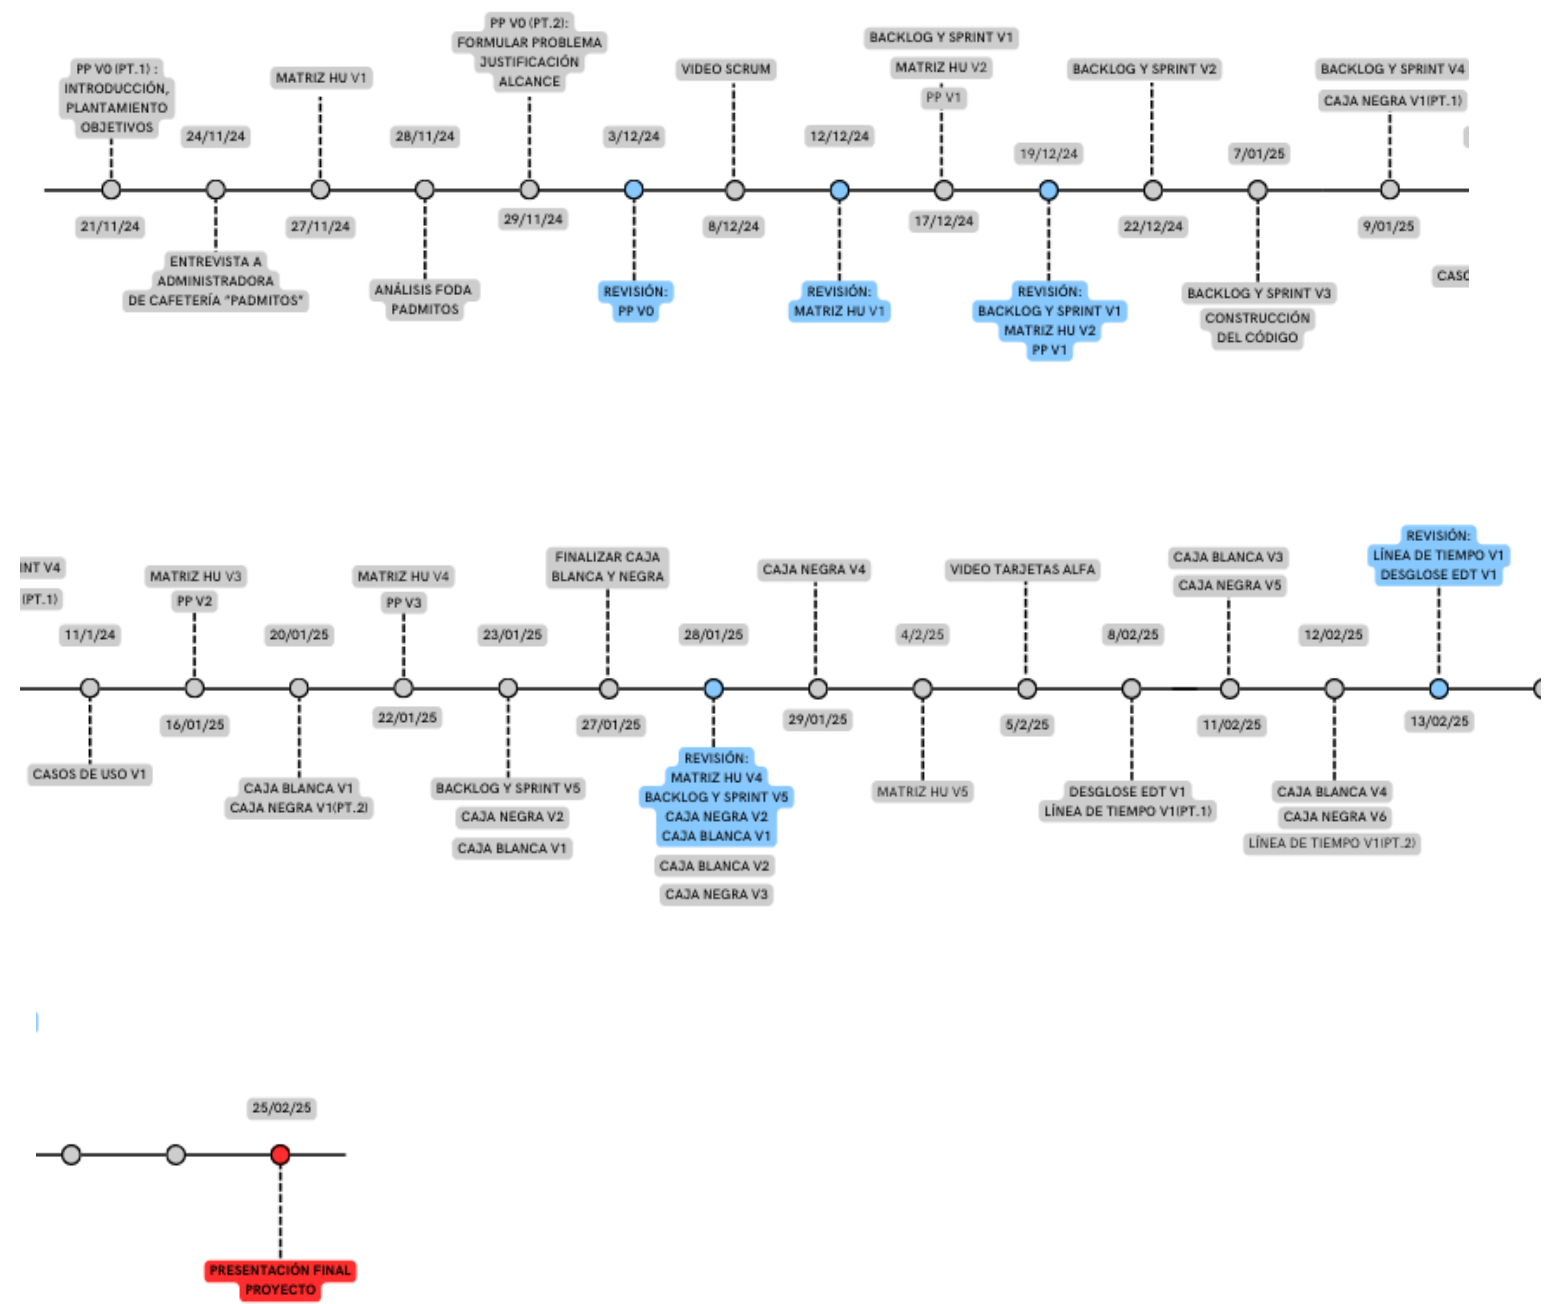 PP V0 (PT.1) :
INTRODUCCIÓN,
PLANTAMIENTO
OBJETIVOS
21/11/24
24/11/24
ENTREVISTA A
ADMINISTRADORA
DE CAFETERÍA "PADMITOS"
MATRIZ HU V1
27/11/24
28/11/24
ANÁLISIS FODA
PADMITOS
PP V0 (PT.2):
FORMULAR PROBLEMA
JUSTIFICACIÓN
ALCANCE
29/11/24
3/12/24
REVISIÓN:
PP V0
VIDEO SCRUM
8/12/24
12/12/24
REVISIÓN:
MATRIZ HU V1
BACKLOG Y SPRINT V1
MATRIZ HU V2
PP V1
17/12/24
19/12/24
REVISIÓN:
BACKLOG Y SPRINT V1
MATRIZ HU V2
PP V1
BACKLOG Y SPRINT V2
22/12/24
7/01/25
BACKLOG Y SPRINT V3
CONSTRUCCIÓN
DEL CÓDIGO
BACKLOG Y SPRINT V4
CAJA NEGRA V1(PT.1)
9/01/25
CASO
INT V4
(PT.1)
11/1/24
CASOS DE USO V1
MATRIZ HU V3
PP V2
16/01/25
20/01/25
CAJA BLANCA V1
CAJA NEGRA V1(PT.2)
MATRIZ HU V4
PP V3
22/01/25
23/01/25
BACKLOG Y SPRINT V5
CAJA NEGRA V2
CAJA BLANCA V1
FINALIZAR CAJA
BLANCA Y NEGRA
27/01/25
28/01/25
REVISIÓN:
MATRIZ HU V4
BACKLOG Y SPRINT V5
CAJA NEGRA V2
CAJA BLANCA V1
CAJA BLANCA V2
CAJA NEGRA V3
CAJA NEGRA V4
29/01/25
4/2/25
MATRIZ HU V5
VIDEO TARJETAS ALFA
5/2/25
8/02/25
DESGLOSE EDT V1
LÍNEA DE TIEMPO V1(PT.1)
CAJA BLANCA V3
CAJA NEGRA V5
11/02/25
12/02/25
CAJA BLANCA V4
CAJA NEGRA V6
LÍNEA DE TIEMPO V1(PT.2)
REVISIÓN:
LÍNEA DE TIEMPO V1
DESGLOSE EDT V1
13/02/25
25/02/25
PRESENTACIÓN FINAL
PROYECTO